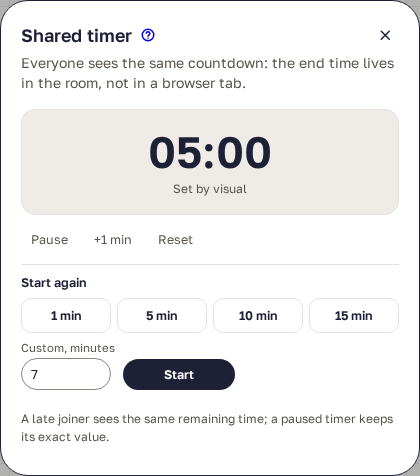 Shared timer
Everyone sees the same countdown: the end time lives
in the room, not in a browser tab.
05:00
Set by visual
Pause +1 min Reset
Start again
1 min 5 min 10 min 15 min
Custom, minutes
7 Start
A late joiner sees the same remaining time; a paused timer keeps
its exact value.